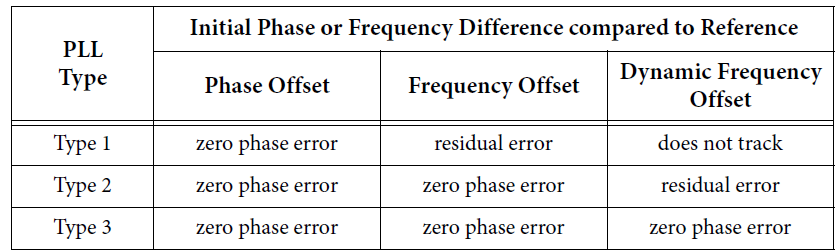 PLL Type
Initial Phase or Frequency Difference compared to Reference
Phase Offset
Frequency Offset
Dynamic Frequency
Offset
Type 1 zero phase error residual error does not track
Type 2 zero phase error zero phase error residual error
Type 3 zero phase error zero phase error zero phase error